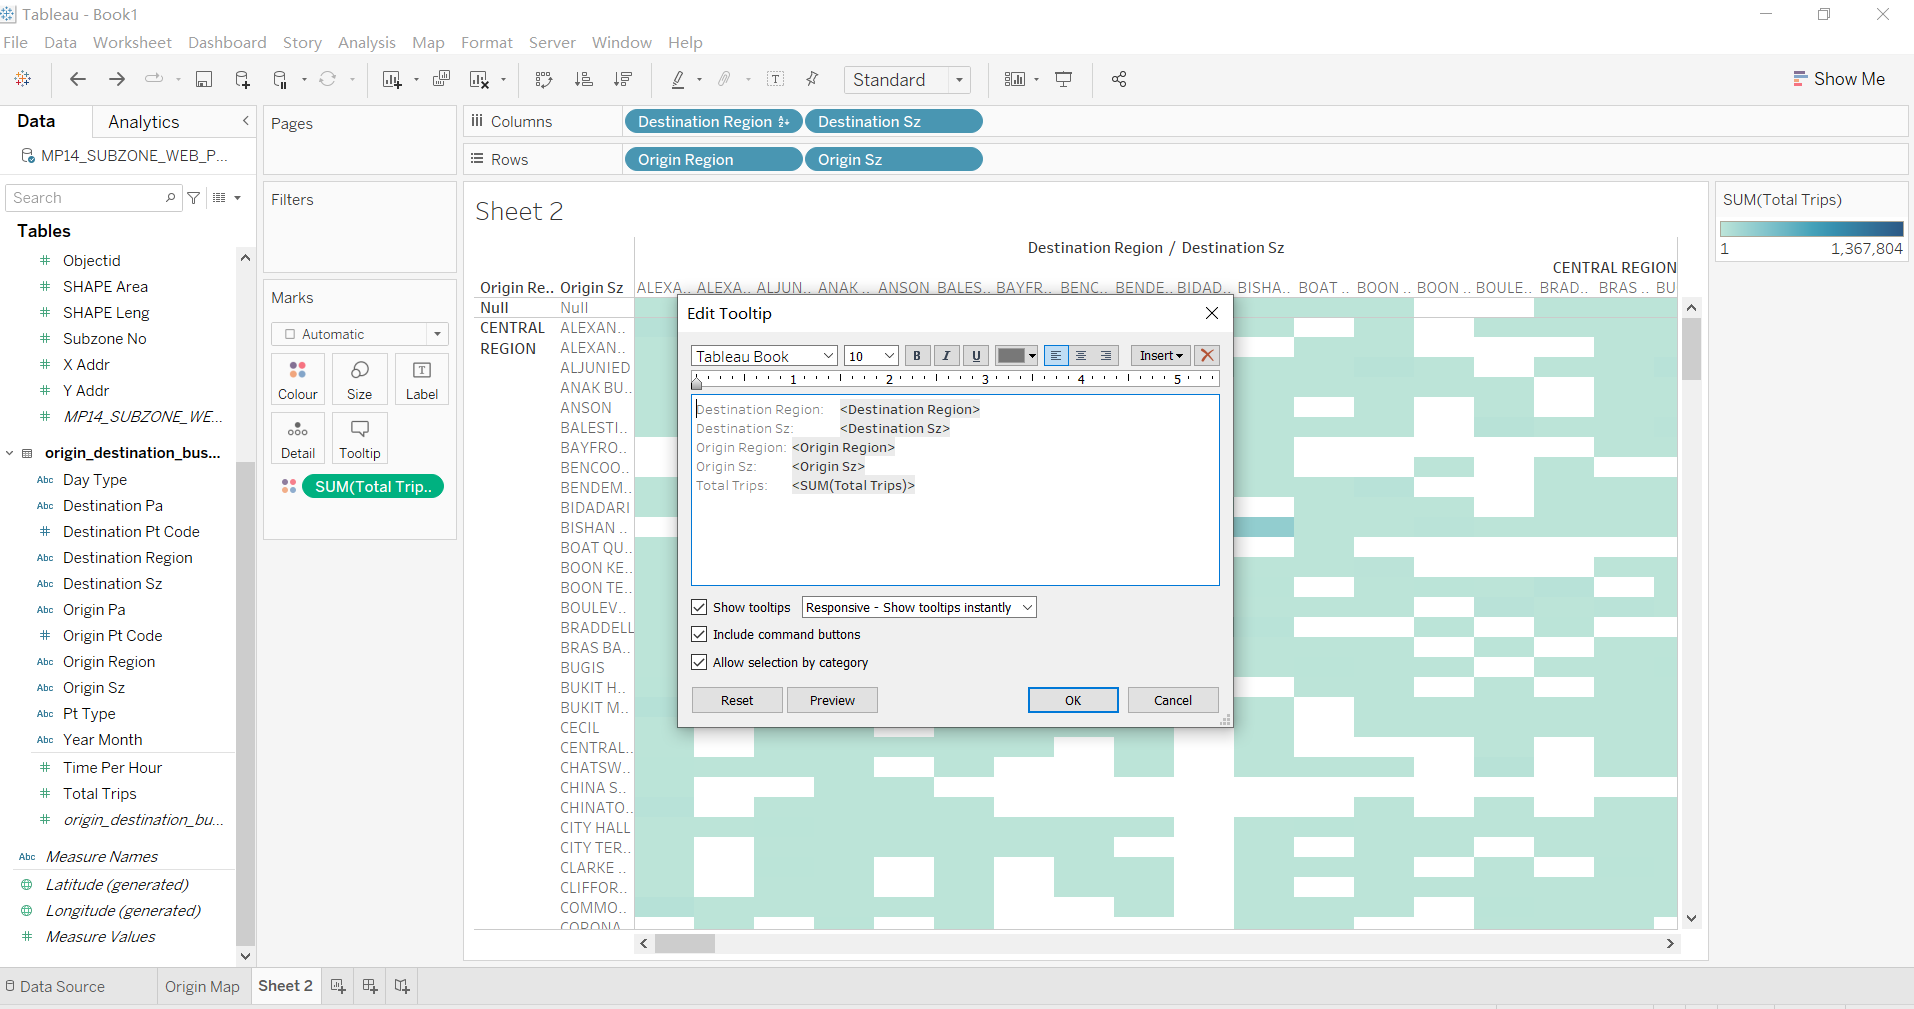 Tableau - Book1
File Data Worksheet Dashboard Story Analysis Map Format Server Window Help
Standard
Show Me
Data
Analytics
MP14_SUBZONE_WEB_P...
Search
Tables
Objectid
SHAPE Area
SHAPE Leng
Subzone No
X Addr
Y Addr
MP14_SUBZONE_WE...
origin_destination_bus...
Abc Day Type
Abc Destination Pa
Destination Pt Code
Abc Destination Region
Abc Destination Sz
Abc Origin Pa
Origin Pt Code
Abc Origin Region
Abc Origin Sz
Abc Pt Type
Abc Year Month
Time Per Hour
Total Trips
origin_destination_bu...
Abc Measure Names
Latitude (generated)
Longitude (generated)
Measure Values
Pages
Filters
Marks
Automatic
Colour Size Label
Detail Tooltip
SUM(Total Trip..
Columns Destination Region Destination Sz
Rows Origin Region Origin Sz
Sheet 2
Destination Region / Destination Sz
CENTRAL REGION
Origin Re.. Origin Sz ALEXA.. ALEXA.. ALJUN.. ANAK .. ANSON BALES.. BAYFR.. BENC.. BENDE.. BIDAD.. BISHA.. BOAT .. BOON .. BOON .. BOULE.. BRAD.. BRAS .. BU
Null Null
CENTRAL REGION
ALEXAN..
ALEXAN..
ALJUNIED
ANAK BU..
ANSON
BALESTI..
BAYFRO..
BENCOO..
BENDEM..
BIDADARI
BISHAN ..
BOAT QU..
BOON KE..
BOON TE..
BOULEV..
BRADDELL
BRAS BA..
BUGIS
BUKIT H..
BUKIT M..
CECIL
CENTRAL..
CHATSW..
CHINA S..
CHINATO..
CITY HALL
CITY TER..
CLARKE ..
CLIFFOR..
COMMO..
CORONA
SUM(Total Trips)
1 1,367,804
Edit Tooltip
Tableau Book 10 B I U Insert
1 2 3 4 5
Destination Region: <Destination Region>
Destination Sz: <Destination Sz>
Origin Region: <Origin Region>
Origin Sz: <Origin Sz>
Total Trips: <SUM(Total Trips)>
Show tooltips Responsive - Show tooltips instantly
Include command buttons
Allow selection by category
Reset Preview OK Cancel
Data Source Origin Map Sheet 2